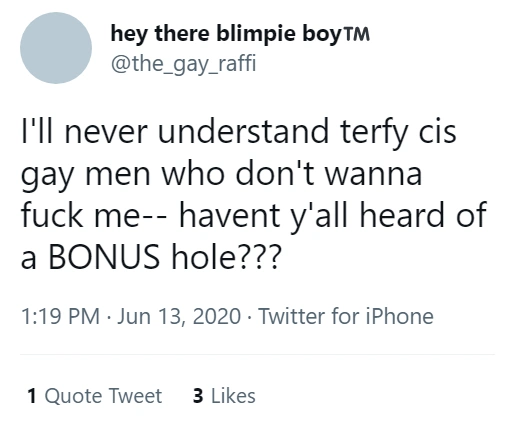 hey there blimpie boy™
@the_gay_raffi
I'll never understand terfy cis
gay men who don't wanna
fuck me-- havent y'all heard of
a BONUS hole???
1:19 PM · Jun 13, 2020 · Twitter for iPhone
1 Quote Tweet 3 Likes